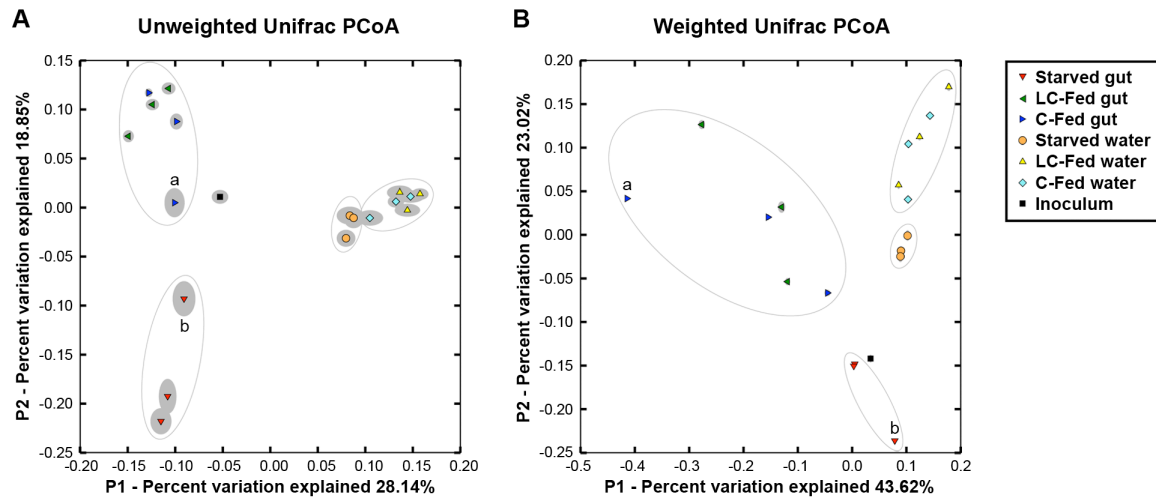 A
Unweighted Unifrac PCoA
P2 - Percent variation explained 18.85%
0.15
0.10
0.05
0.00
-0.05
-0.10
-0.15
-0.20
-0.25
a
b
-0.20 -0.15 -0.10 -0.05 0.00 0.05 0.10 0.15 0.20
P1 - Percent variation explained 28.14%
B
Weighted Unifrac PCoA
P2 - Percent variation explained 23.02%
0.20
0.15
0.10
0.05
0.00
-0.05
-0.10
-0.15
-0.20
-0.25
a
b
-0.5 -0.4 -0.3 -0.2 -0.1 0.0 0.1 0.2
P1 - Percent variation explained 43.62%
Starved gut
LC-Fed gut
C-Fed gut
Starved water
LC-Fed water
C-Fed water
Inoculum